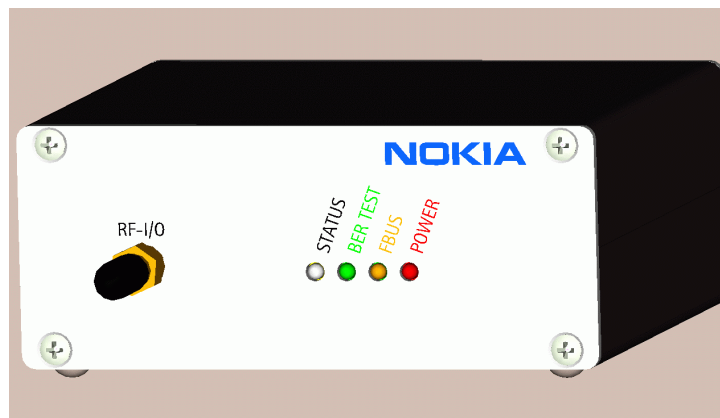 NOKIA
RF-I/O
STATUS
BER TEST
FBUS
POWER